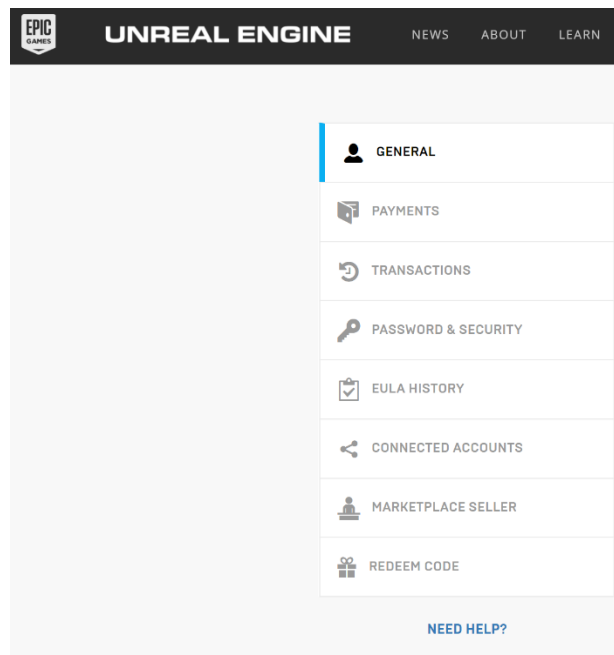 EPIC
GAMES
UNREAL ENGINE
NEWS
ABOUT
LEARN
GENERAL
PAYMENTS
TRANSACTIONS
PASSWORD & SECURITY
EULA HISTORY
CONNECTED ACCOUNTS
MARKETPLACE SELLER
REDEEM CODE
NEED HELP?